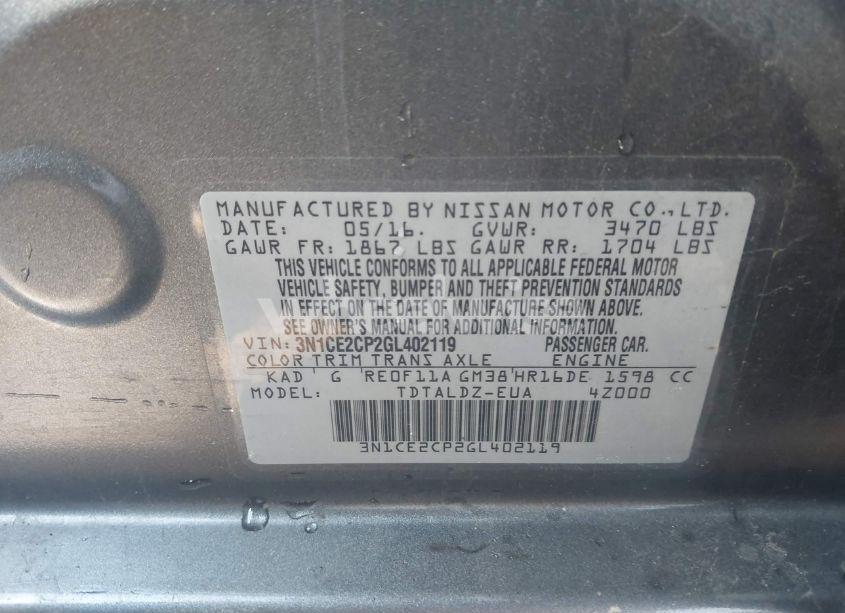 MANUFACTURED BY NISSAN MOTOR CO.,LTD.
DATE: 05/16. GVWR: 3470 LBS
GAWR FR: 1867 LBS GAWR RR: 1704 LBS
THIS VEHICLE CONFORMS TO ALL APPLICABLE FEDERAL MOTOR
VEHICLE SAFETY, BUMPER AND THEFT PREVENTION STANDARDS
IN EFFECT ON THE DATE OF MANUFACTURE SHOWN ABOVE.
SEE OWNER'S MANUAL FOR ADDITIONAL INFORMATION.
VIN: 3N1CE2CP2GL402119 PASSENGER CAR.
COLOR TRIM TRANS AXLE ENGINE
KAD G RE0F11A GM38 HR16DE 1598 CC
MODEL: TDTALDZ-EUA 4Z000
3N1CE2CP2GL402119